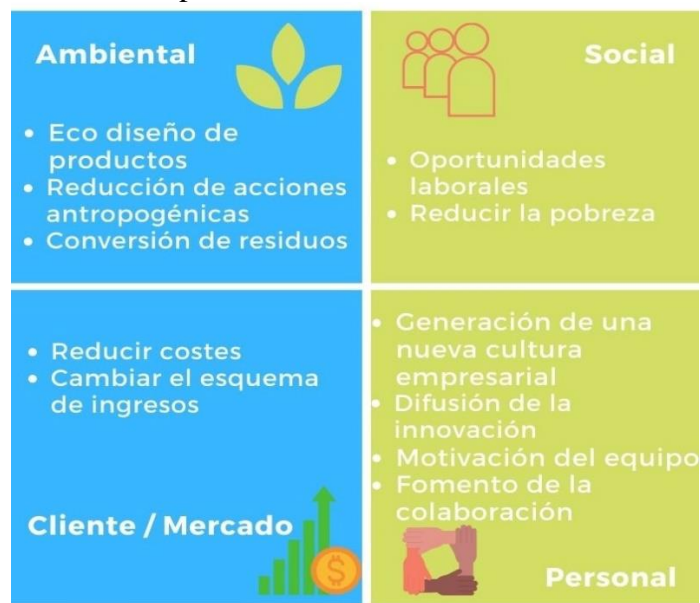 Ambiental
• Eco diseño de
productos
• Reducción de acciones
antropogénicas
• Conversión de residuos
Social
• Oportunidades
laborales
• Reducir la pobreza
• Reducir costes
• Cambiar el esquema
de ingresos
Cliente / Mercado
$
• Generación de una
nueva cultura
empresarial
• Difusión de la
innovación
• Motivación del equipo
• Fomento de la
colaboración
Personal